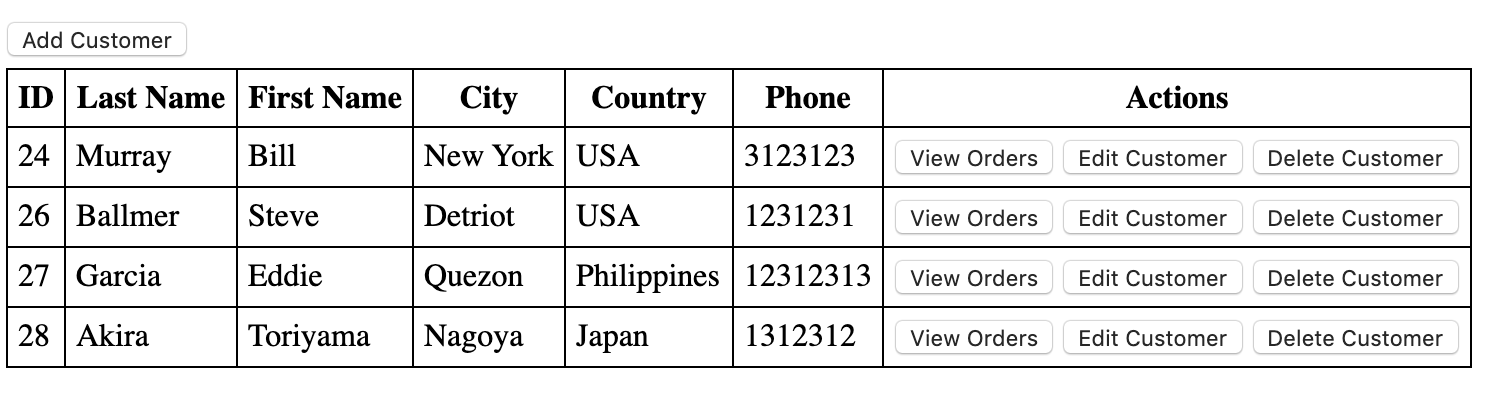 Add Customer
ID Last Name First Name City Country Phone Actions
24 Murray Bill New York USA 3123123 View Orders Edit Customer Delete Customer
26 Ballmer Steve Detriot USA 1231231 View Orders Edit Customer Delete Customer
27 Garcia Eddie Quezon Philippines 12312313 View Orders Edit Customer Delete Customer
28 Akira Toriyama Nagoya Japan 1312312 View Orders Edit Customer Delete Customer